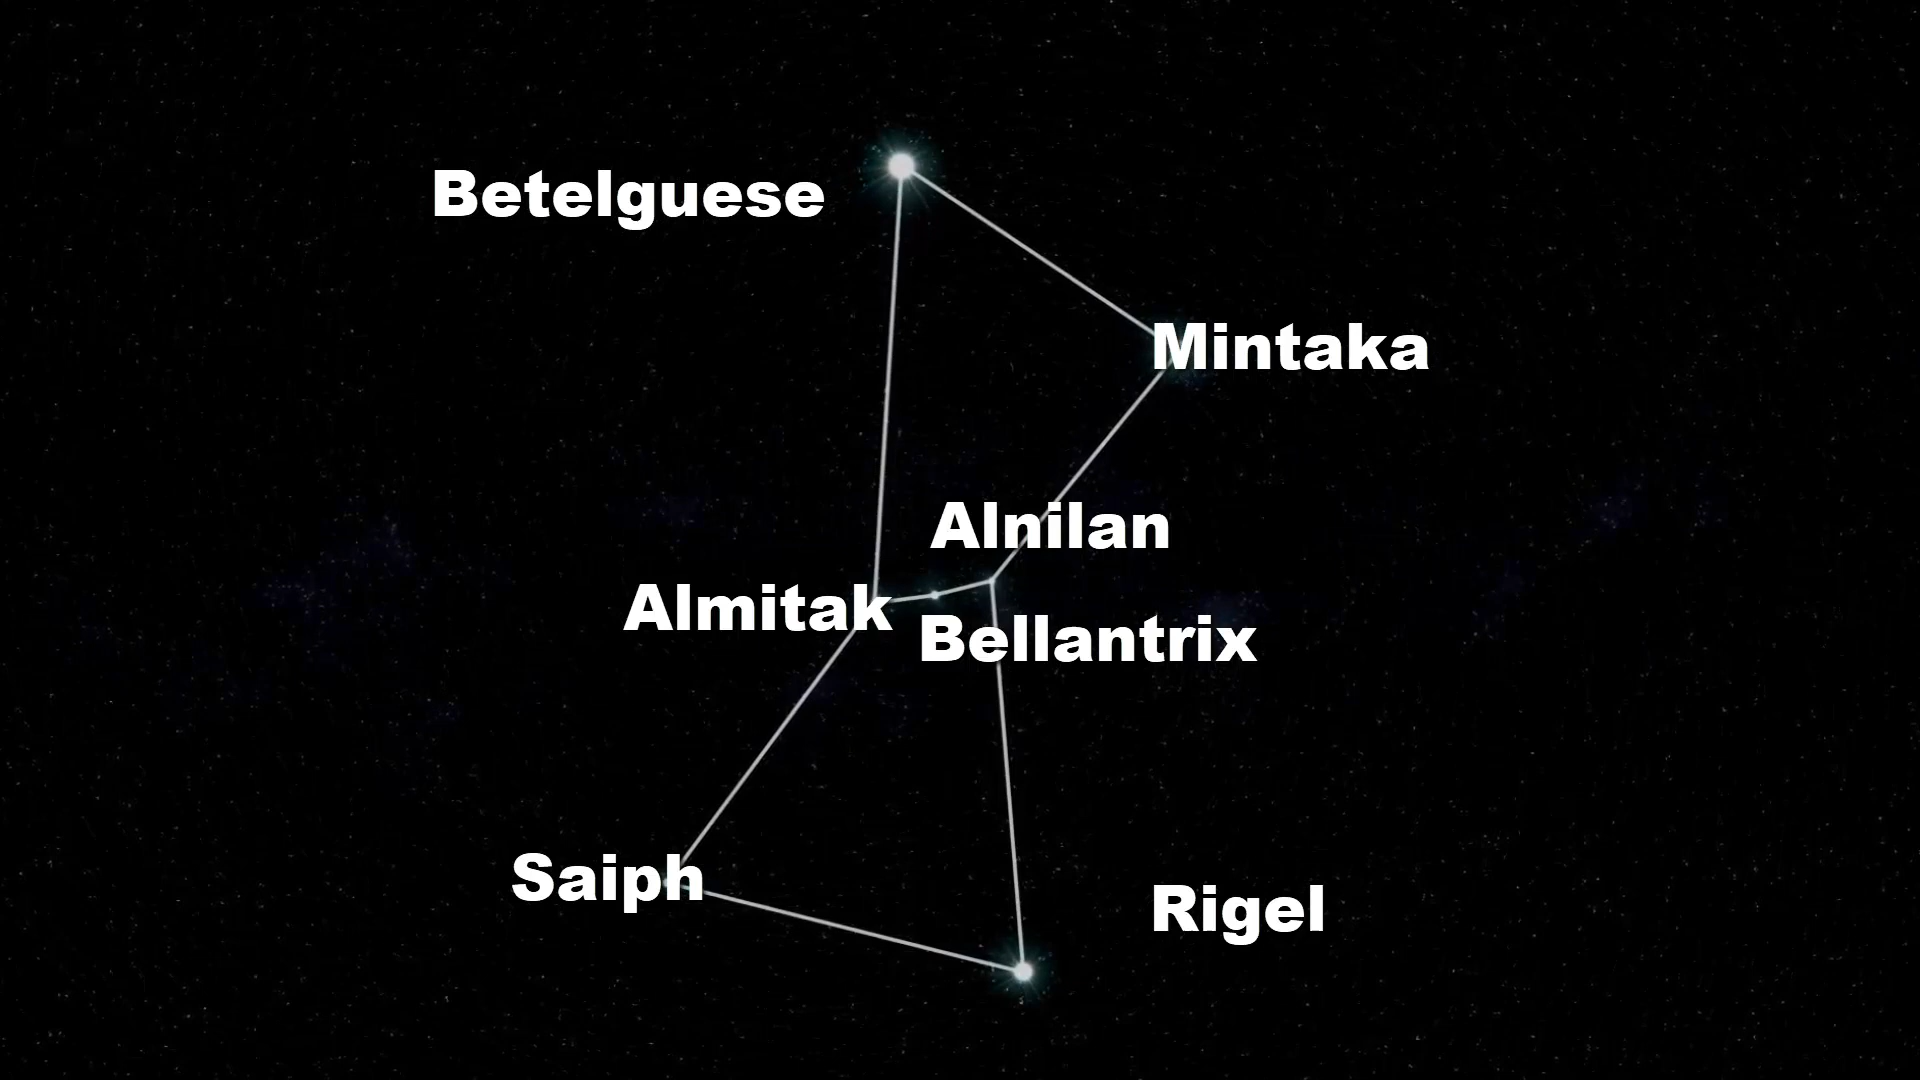 Betelguese
Mintaka
Alnilan
Almitak
Bellantrix
Saiph
Rigel